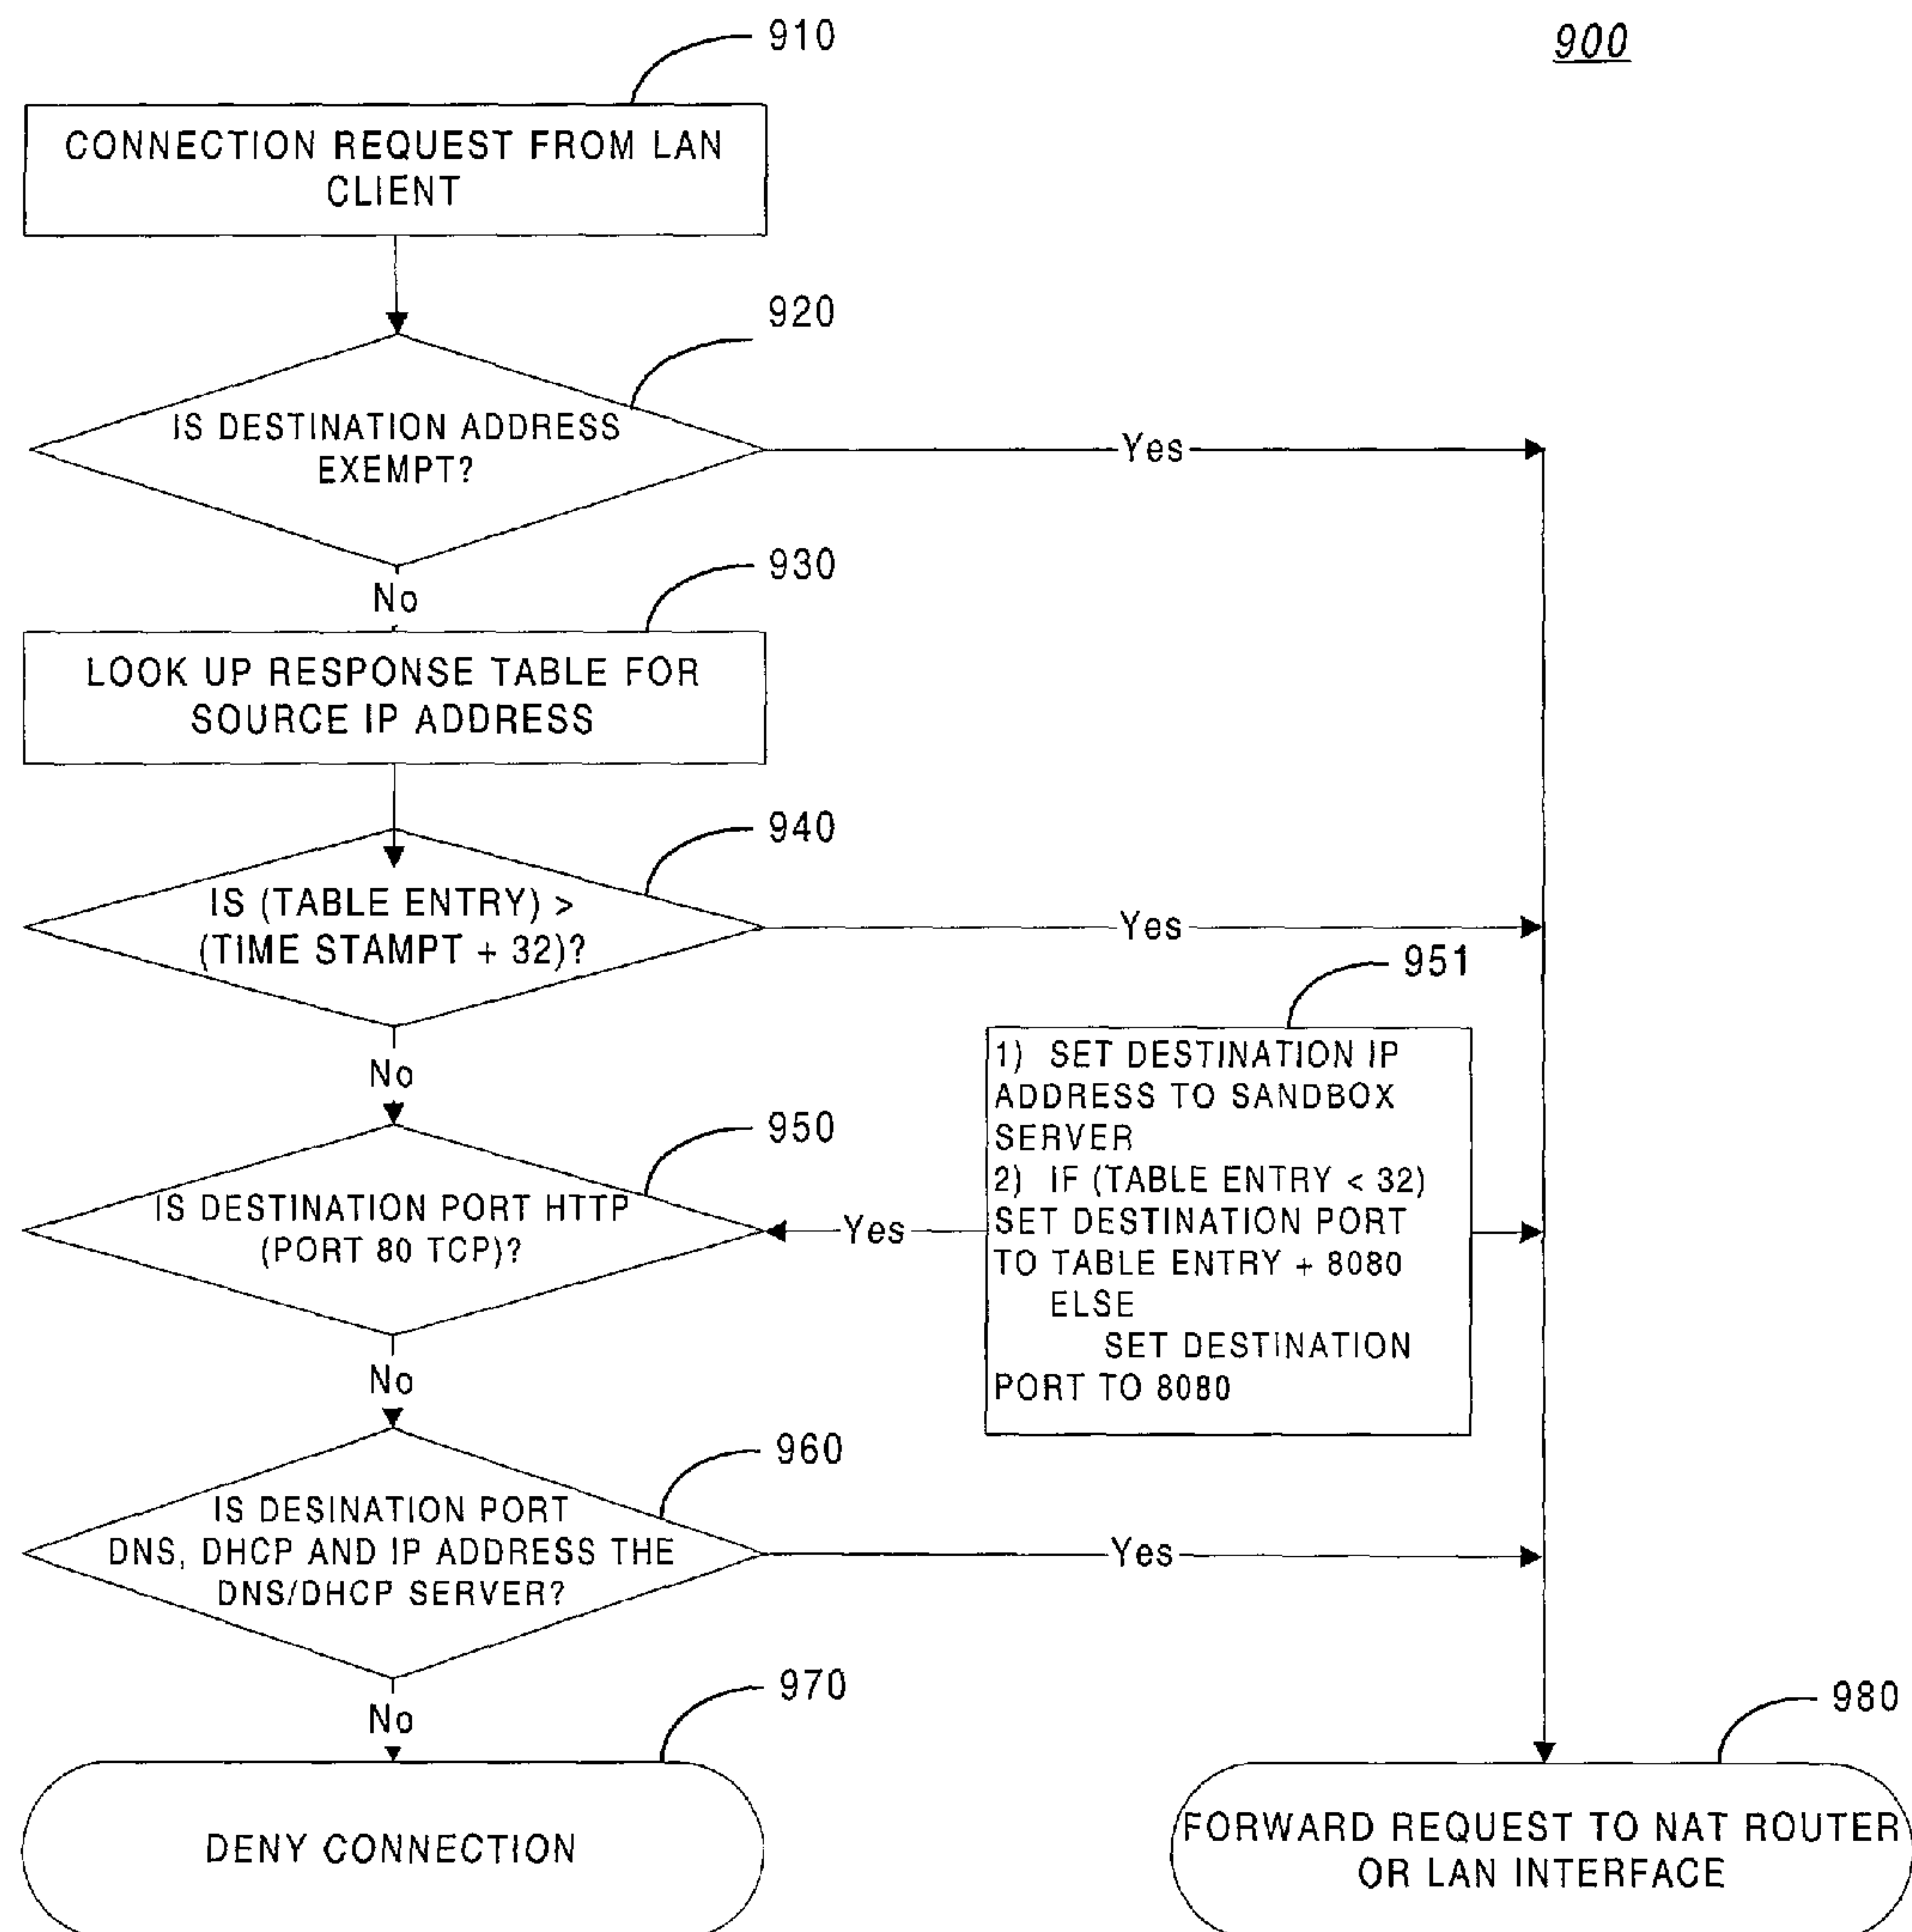 910
900
CONNECTION REQUEST FROM LAN
CLIENT
920
IS DESTINATION ADDRESS
EXEMPT?
Yes
No
930
LOOK UP RESPONSE TABLE FOR
SOURCE IP ADDRESS
940
IS (TABLE ENTRY) >
(TIME STAMPT + 32)?
Yes
No
951
1) SET DESTINATION IP
ADDRESS TO SANDBOX
SERVER
2) IF (TABLE ENTRY < 32)
SET DESTINATION PORT
TO TABLE ENTRY + 8080
ELSE
SET DESTINATION
PORT TO 8080
950
IS DESTINATION PORT HTTP
(PORT 80 TCP)?
Yes
No
960
IS DESINATION PORT
DNS, DHCP AND IP ADDRESS THE
DNS/DHCP SERVER?
Yes
No
970
DENY CONNECTION
980
FORWARD REQUEST TO NAT ROUTER
OR LAN INTERFACE